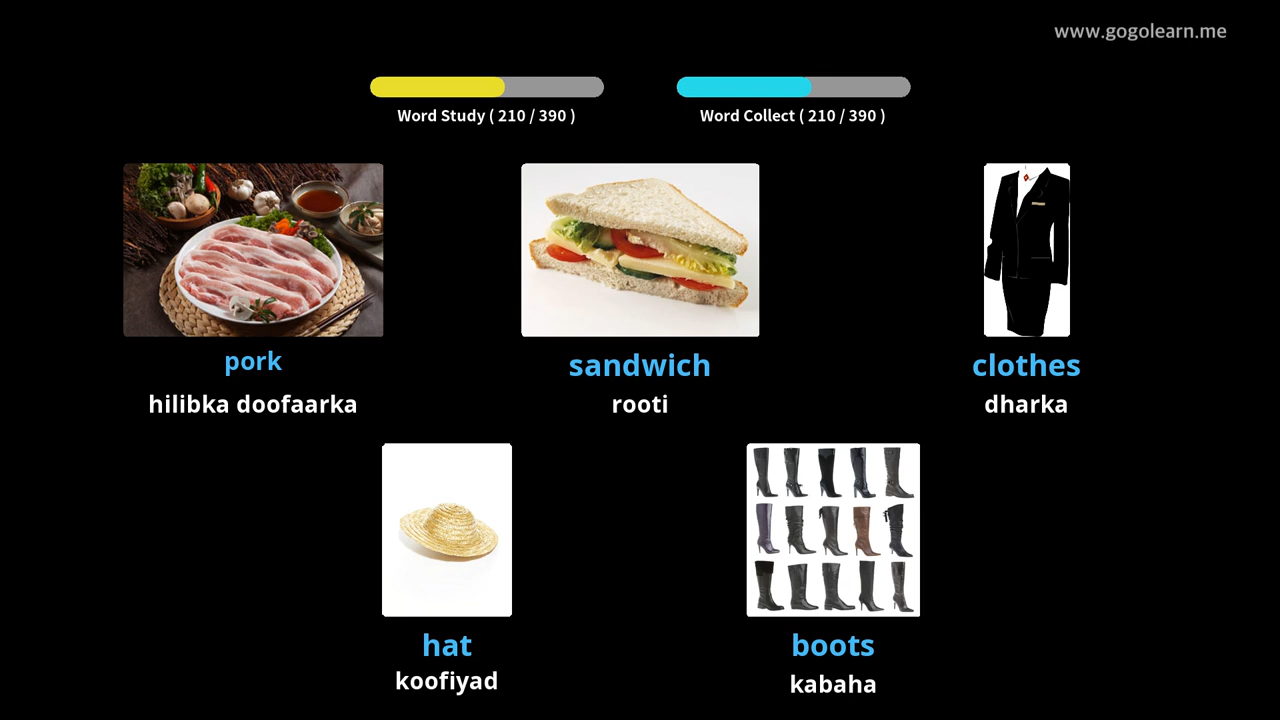 www.gogolearn.me
Word Study ( 210 / 390 )
Word Collect ( 210 / 390 )
pork
hilibka doofaarka
sandwich
rooti
clothes
dharka
hat
koofiyad
boots
kabaha